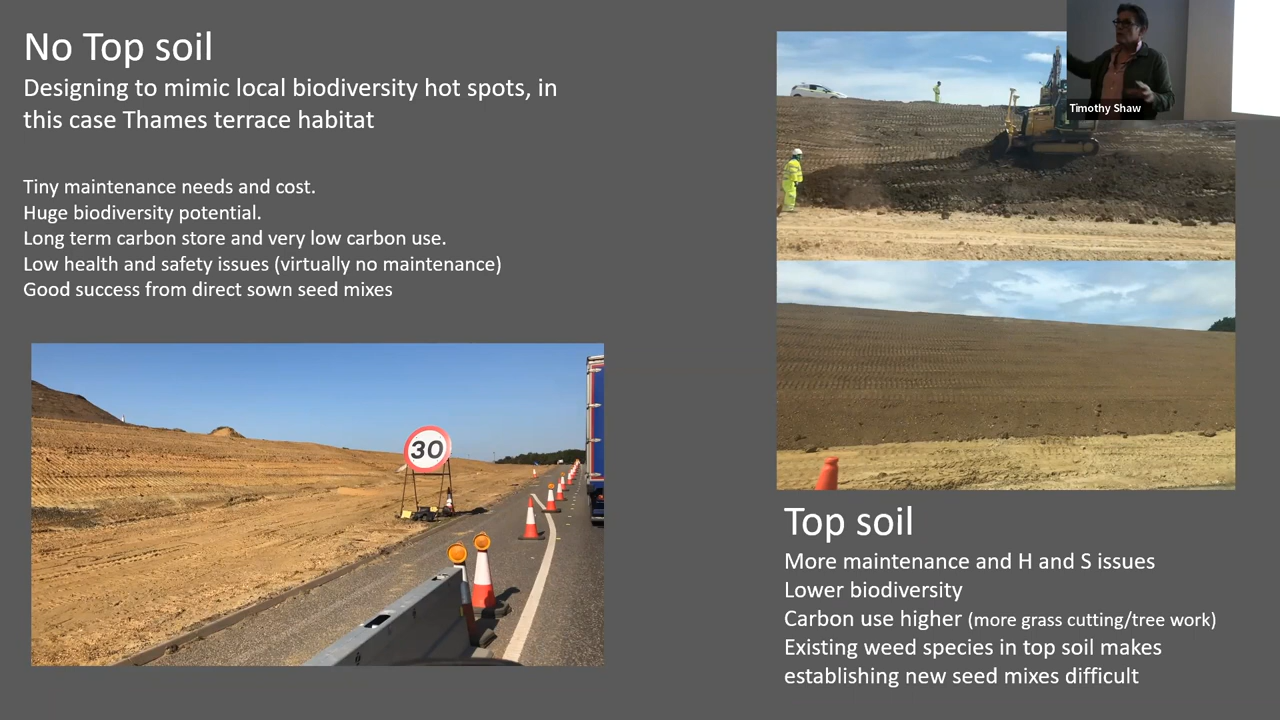 No Top soil
Designing to mimic local biodiversity hot spots, in
this case Thames terrace habitat
Tiny maintenance needs and cost.
Huge biodiversity potential.
Long term carbon store and very low carbon use.
Low health and safety issues (virtually no maintenance)
Good success from direct sown seed mixes
30
Timothy Shaw
Top soil
More maintenance and H and S issues
Lower biodiversity
Carbon use higher (more grass cutting/tree work)
Existing weed species in top soil makes
establishing new seed mixes difficult